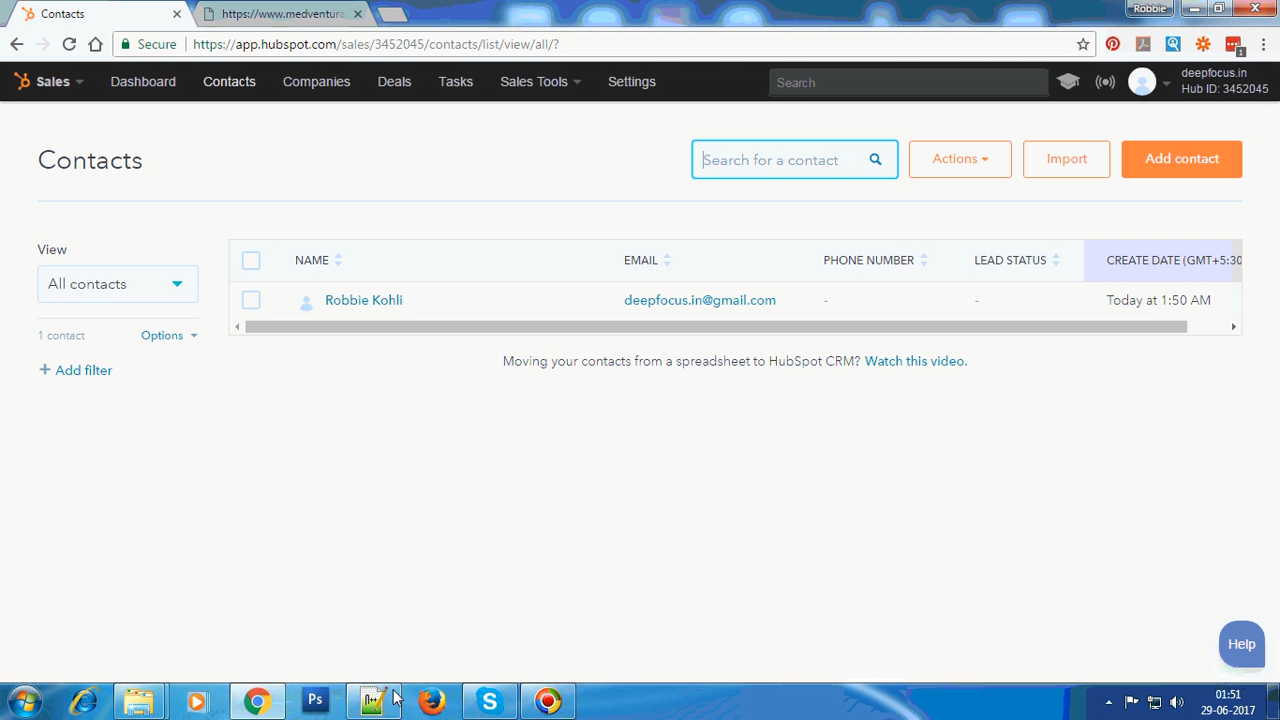 Contacts
https://www.medventura
Robbie
Secure
https://app.hubspot.com/sales/3452045/contacts/list/view/all/?
1
Sales
Dashboard
Contacts
Companies
Deals
Tasks
Sales Tools
Settings
Search
deepfocus.in
Hub ID: 3452045
Contacts
Search for a contact
Actions
Import
Add contact
View
All contacts
1 contact
Options
+ Add filter
NAME
EMAIL
PHONE NUMBER
LEAD STATUS
CREATE DATE (GMT+5:30
Robbie Kohli
deepfocus.in@gmail.com
-
-
Today at 1:50 AM
Moving your contacts from a spreadsheet to HubSpot CRM? Watch this video.
Help
Ps
S
01:51
29-06-2017